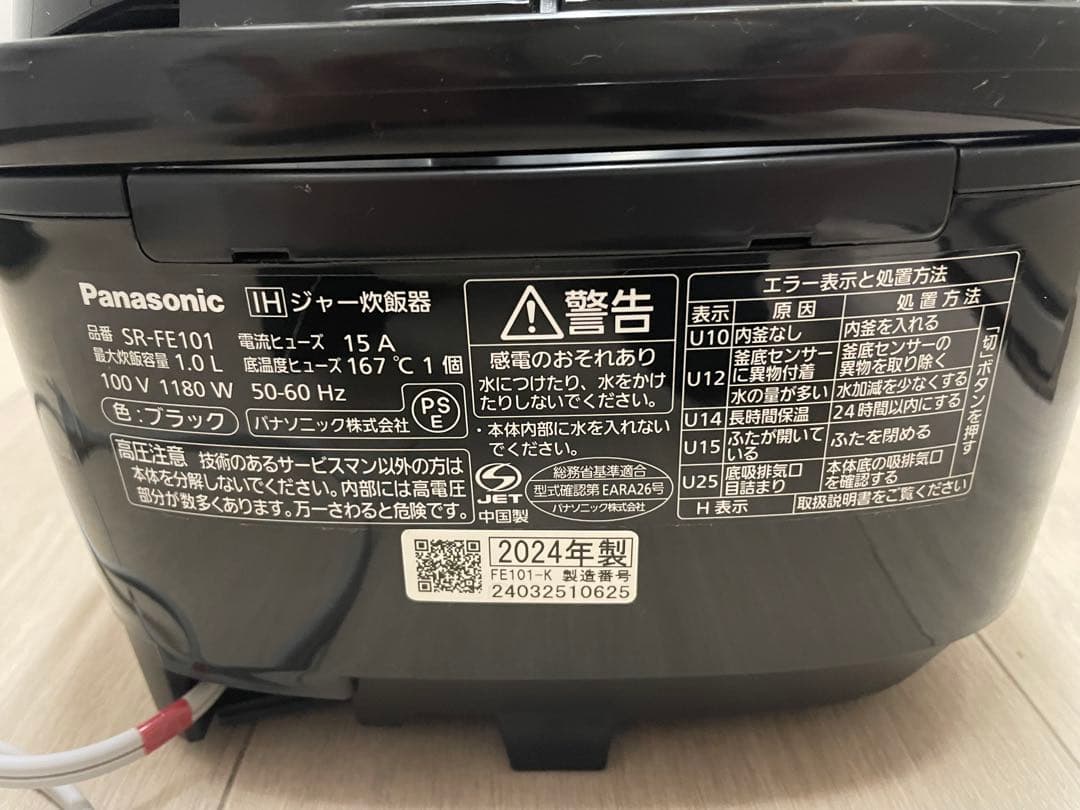 Panasonic IH ジャー炊飯器
品番 SR-FE101 電流ヒューズ 15 A
最大炊飯容量 1.0 L 底温度ヒューズ 167 ℃ 1 個
100 V 1180 W 50-60 Hz
色：ブラック パナソニック株式会社
PS
E
高圧注意 技術のあるサービスマン以外の方は
本体を分解しないでください。内部には高電圧
部分が数多くあります。万一さわると危険です。
警告
感電のおそれあり
水につけたり、水をかけ
たりしないでください。
・本体内部に水を入れない
でください。
S
JET
中国製
総務省基準適合
型式確認第 EARA26号
パナソニック株式会社
エラー表示と処置方法
表示 原因 処置方法
U10 内釜なし 内釜を入れる
U12 釜底センサー
に異物付着 釜底センサーの
異物を取り除く
水の量が多い 水加減を少なくする
U14 長時間保温 24時間以内にする
U15 ふたが開いて
いる ふたを閉める
U25 底吸排気口
目詰まり 本体底の吸排気口
を確認する
「切」ボタンを押す
H 表示 取扱説明書をご覧ください
2024年製
FE101-K 製造番号
24032510625